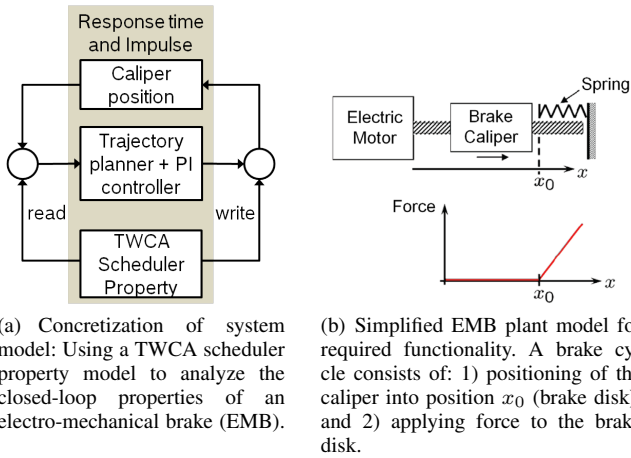 Response time
and Impulse
Caliper
position
Trajectory
planner + PI
controller
read
write
TWCA
Scheduler
Property
Spring
Electric
Motor
Brake
Caliper
x₀
x
Force
x₀
x
(a) Concretization of system
model: Using a TWCA scheduler
property model to analyze the
closed-loop properties of an
electro-mechanical brake (EMB).
(b) Simplified EMB plant model fo
required functionality. A brake cy
cle consists of: 1) positioning of th
caliper into position x₀ (brake disk)
and 2) applying force to the brak
disk.